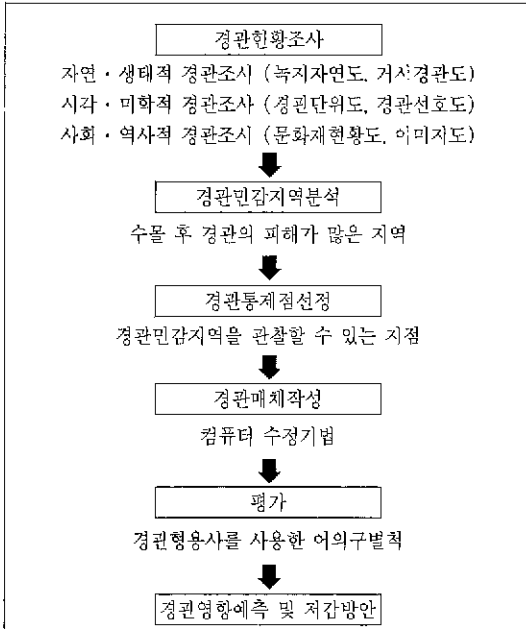 경관현황조사
자연・생태적 경관조사 (녹지자연도, 거시경관도)
시각・미학적 경관조사 (경관단위도, 경관선호도)
사회・역사적 경관조사 (문화재현황도, 이미지도)
경관민감지역분석
수몰 후 경관의 피해가 많은 지역
경관통제점선정
경관민감지역을 관찰할 수 있는 지점
경관매체작성
컴퓨터 수정기법
평가
경관형용사를 사용한 어의구별척
경관영향예측 및 저감방안